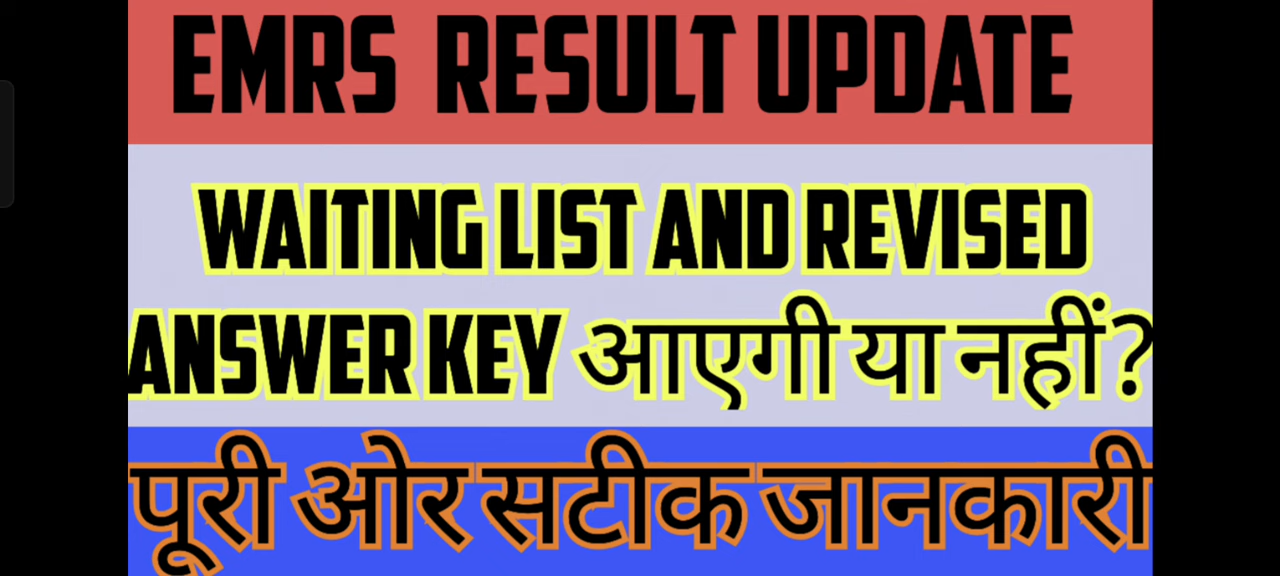 EMRS RESULT UPDATE
WAITING LIST AND REVISED
ANSWER KEY आएगी या नहीं?
पूरी ओर सटीक जानकारी